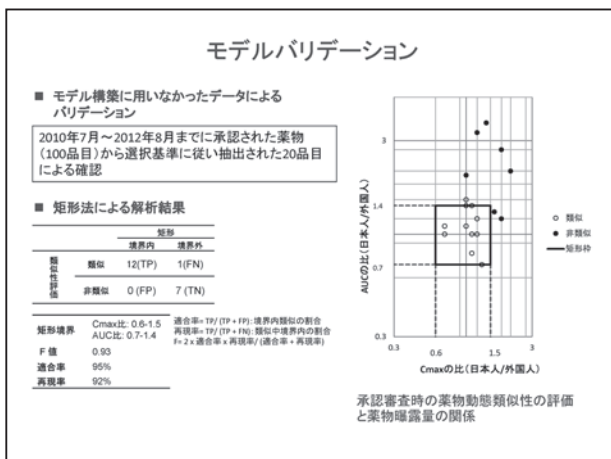 モデルバリデーション
■ モデル構築に用いなかったデータによる
バリデーション
2010年7月～2012年8月までに承認された薬物
(100品目)から選択基準に従い抽出された20品目
による確認
■ 矩形法による解析結果
矩形
境界内 境界外
類似性評価
類似 12(TP) 1(FN)
非類似 0 (FP) 7 (TN)
矩形境界 Cmax比: 0.6-1.5
AUC比: 0.7-1.4
F 値 0.93
適合率 95%
再現率 92%
適合率= TP/ (TP + FP): 境界内類似の割合
再現率= TP/ (TP + FN): 類似中境界内の割合
F= 2 x 適合率 x 再現率/ (適合率 + 再現率)
AUCの比(日本人/外国人)
3
1.4
0.7
0.3
0.3 0.6 1.5 3
Cmaxの比(日本人/外国人)
類似
非類似
矩形枠
承認審査時の薬物動態類似性の評価
と薬物曝露量の関係